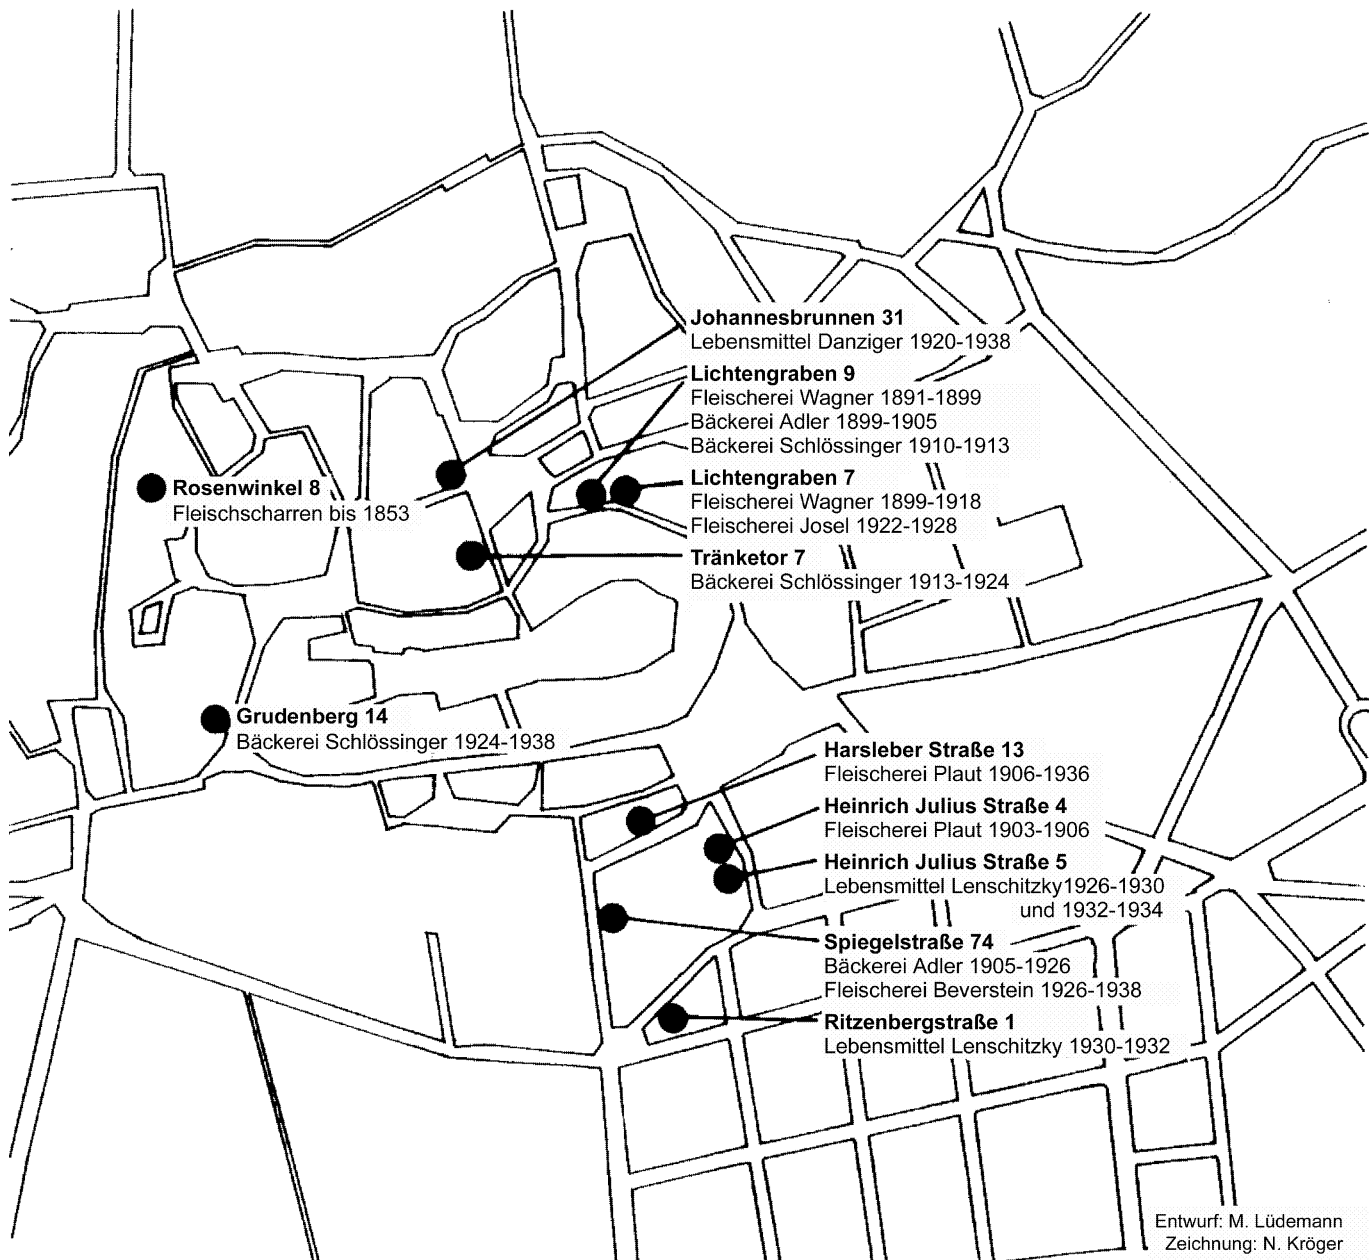 Johannesbrunnen 31
Lebensmittel Danziger 1920-1938
Lichtengraben 9
Fleischerei Wagner 1891-1899
Bäckerei Adler 1899-1905
Bäckerei Schlössinger 1910-1913
Lichtengraben 7
Fleischerei Wagner 1899-1918
Fleischerei Josel 1922-1928
Rosenwinkel 8
Fleischscharren bis 1853
Tränketor 7
Bäckerei Schlössinger 1913-1924
Grudenberg 14
Bäckerei Schlössinger 1924-1938
Harsleber Straße 13
Fleischerei Plaut 1906-1936
Heinrich Julius Straße 4
Fleischerei Plaut 1903-1906
Heinrich Julius Straße 5
Lebensmittel Lenschitzky1926-1930
und 1932-1934
Spiegelstraße 74
Bäckerei Adler 1905-1926
Fleischerei Beverstein 1926-1938
Ritzenbergstraße 1
Lebensmittel Lenschitzky 1930-1932
Entwurf: M. Lüdemann
Zeichnung: N. Kröger